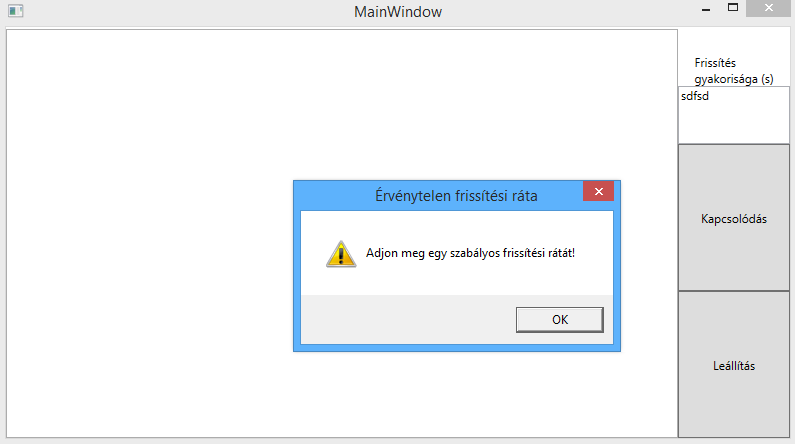 MainWindow
Frissítés
gyakorisága (s)
sdfsd
Érvénytelen frissítési ráta
Adjon meg egy szabályos frissítési rátát!
OK
Kapcsolódás
Leállítás